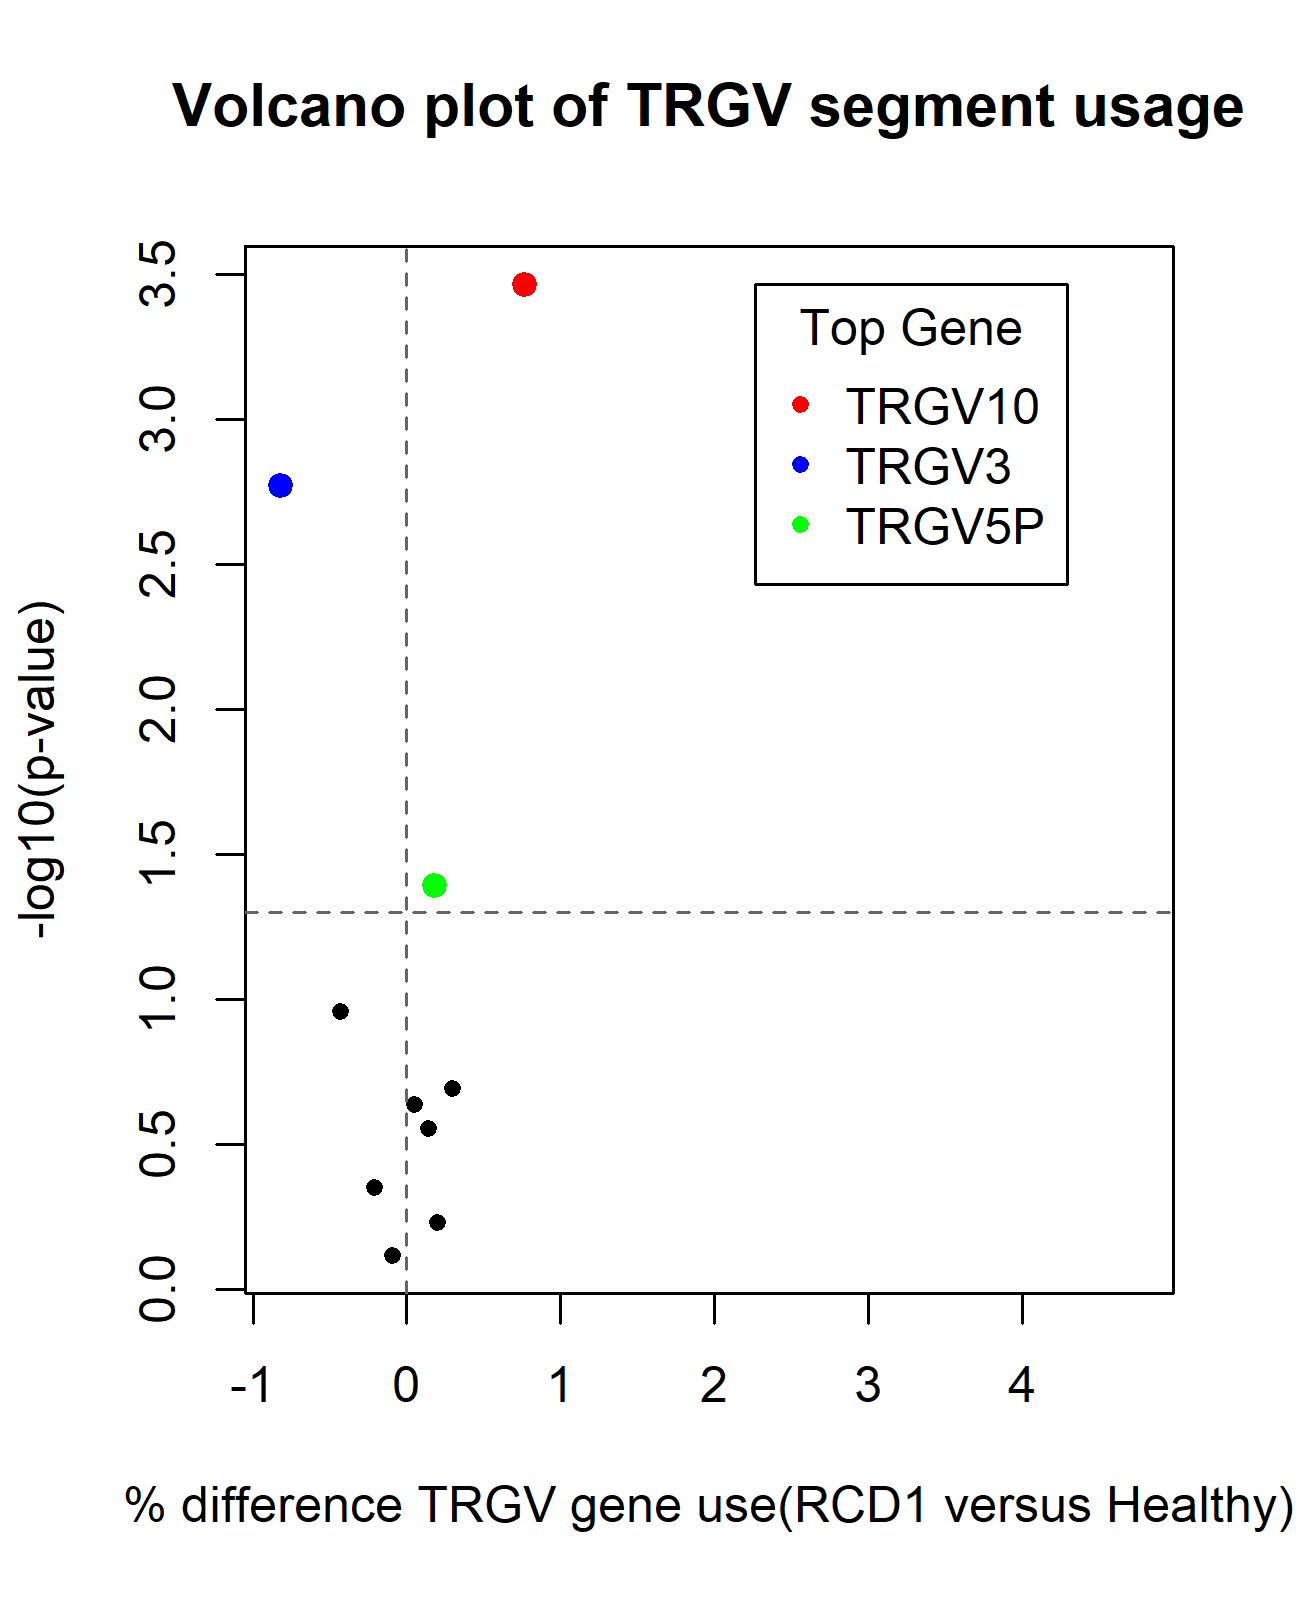 Volcano plot of TRGV segment usage
3.5
3.0
2.5
2.0
1.5
1.0
0.5
0.0
-log10(p-value)
Top Gene
TRGV10
TRGV3
TRGV5P
-1 0 1 2 3 4
% difference TRGV gene use(RCD1 versus Healthy)